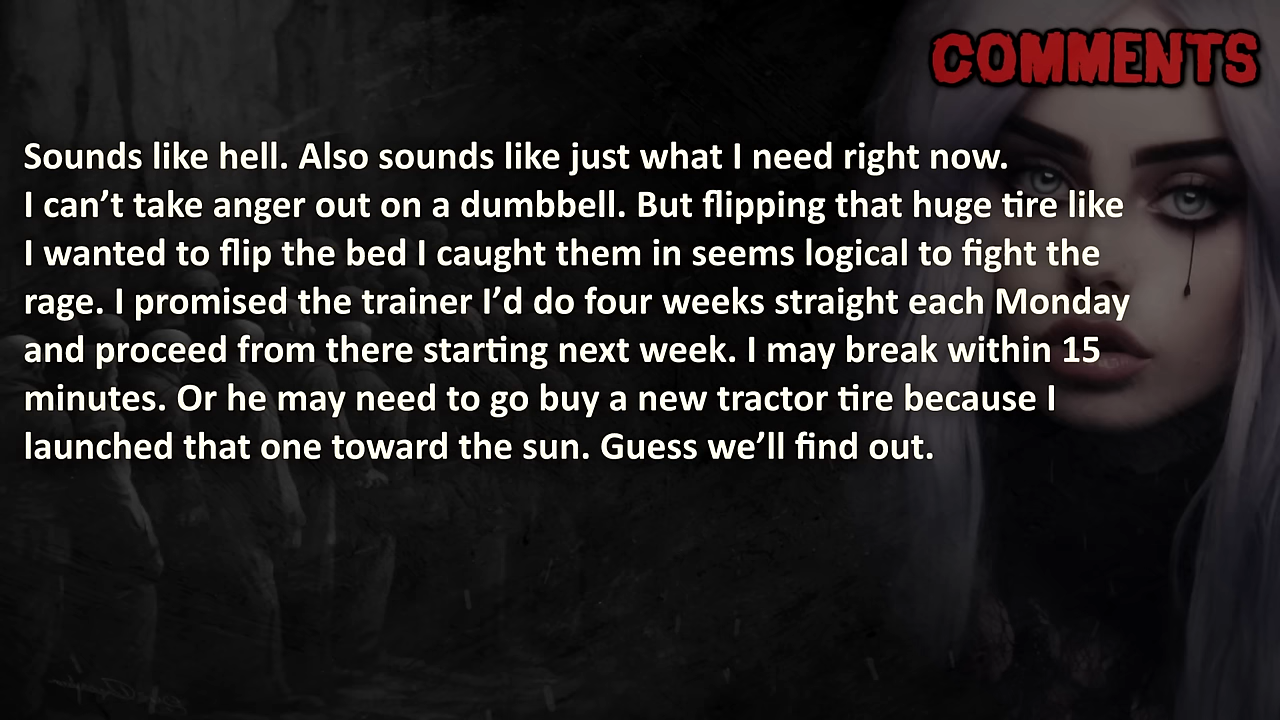 COMMENTS
Sounds like hell. Also sounds like just what I need right now.
I can’t take anger out on a dumbbell. But flipping that huge tire like
I wanted to flip the bed I caught them in seems logical to fight the
rage. I promised the trainer I’d do four weeks straight each Monday
and proceed from there starting next week. I may break within 15
minutes. Or he may need to go buy a new tractor tire because I
launched that one toward the sun. Guess we’ll find out.